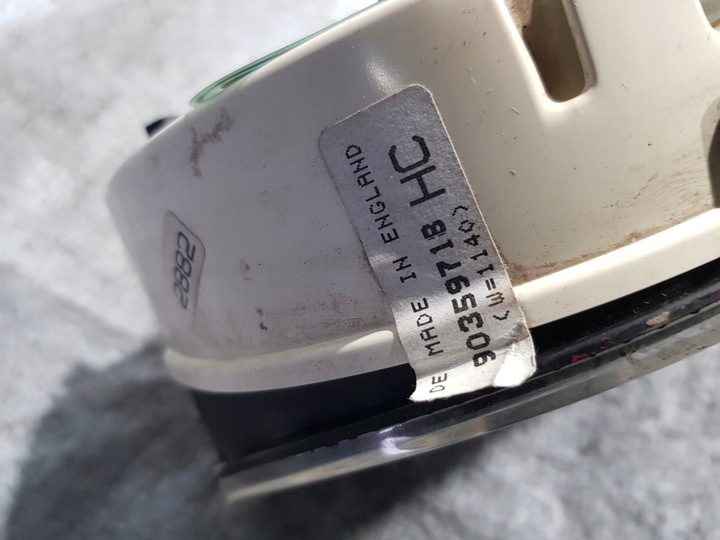 DE MADE IN ENGLAND
90359718 HC
(W=1140)
2882